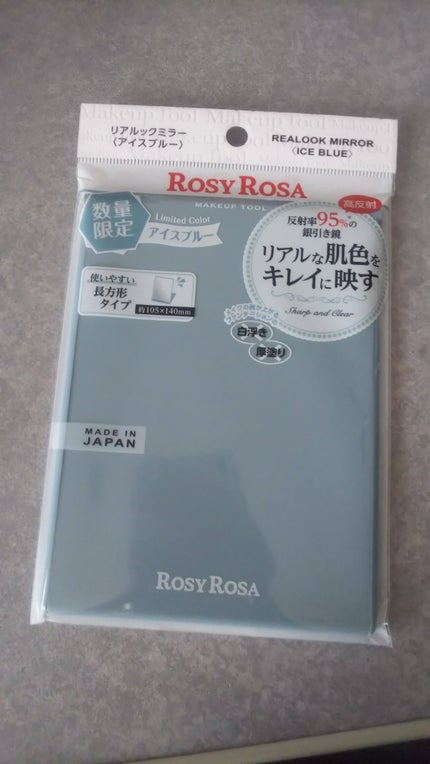 Makeup Tool Makeup Tool Makeup T
リアルックミラー
〈アイスブルー〉
REALOOK MIRROR
〈ICE BLUE〉
ROSY ROSA
MAKEUP TOOL
数量
限定
Limited Color
アイスブルー
高反射
反射率95%の
銀引き鏡
リアルな肌色を
キレイに映す
Sharp and Clear
使いやすい
長方形
タイプ
約105×140mm
白浮き
厚塗り
MADE IN
JAPAN
ROSY ROSA